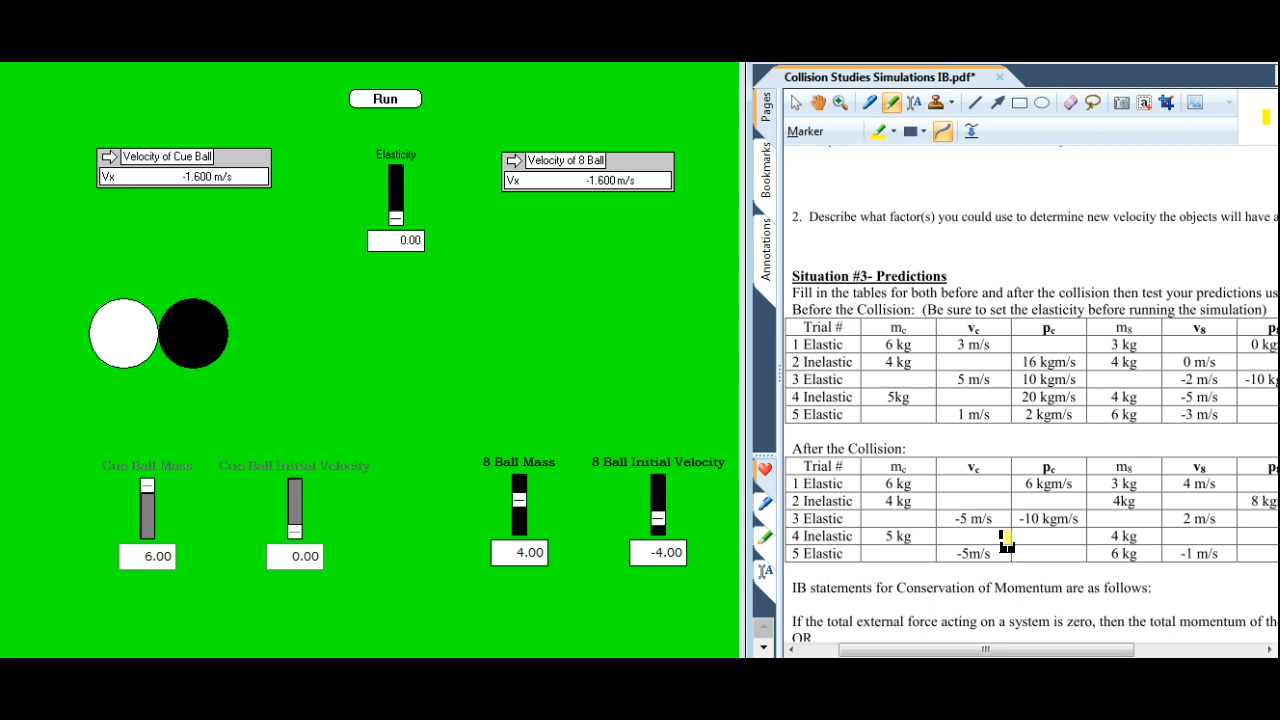 Run
Velocity of Cue Ball
Vx -1.600 m/s
Elasticity
0.00
Velocity of 8 Ball
Vx -1.600 m/s
Cue Ball Mass
6.00
Cue Ball Initial Velocity
0.00
8 Ball Mass
4.00
8 Ball Initial Velocity
-4.00
Collision Studies Simulations IB.pdf*
Marker
Pages
Bookmarks
Annotations
2. Describe what factor(s) you could use to determine new velocity the objects will have a
Situation #3- Predictions
Fill in the tables for both before and after the collision then test your predictions us
Before the Collision: (Be sure to set the elasticity before running the simulation)
Trial # mc vc pc m8 v8 p8
1 Elastic 6 kg 3 m/s 3 kg 0 kg
2 Inelastic 4 kg 16 kgm/s 4 kg 0 m/s
3 Elastic 5 m/s 10 kgm/s -2 m/s -10 kg
4 Inelastic 5kg 20 kgm/s 4 kg -5 m/s
5 Elastic 1 m/s 2 kgm/s 6 kg -3 m/s
After the Collision:
Trial # mc vc pc m8 v8 p8
1 Elastic 6 kg 6 kgm/s 3 kg 4 m/s
2 Inelastic 4 kg 4kg 8 kg
3 Elastic -5 m/s -10 kgm/s 2 m/s
4 Inelastic 5 kg 4 kg
5 Elastic -5m/s 6 kg -1 m/s
IB statements for Conservation of Momentum are as follows:
If the total external force acting on a system is zero, then the total momentum of th
OR